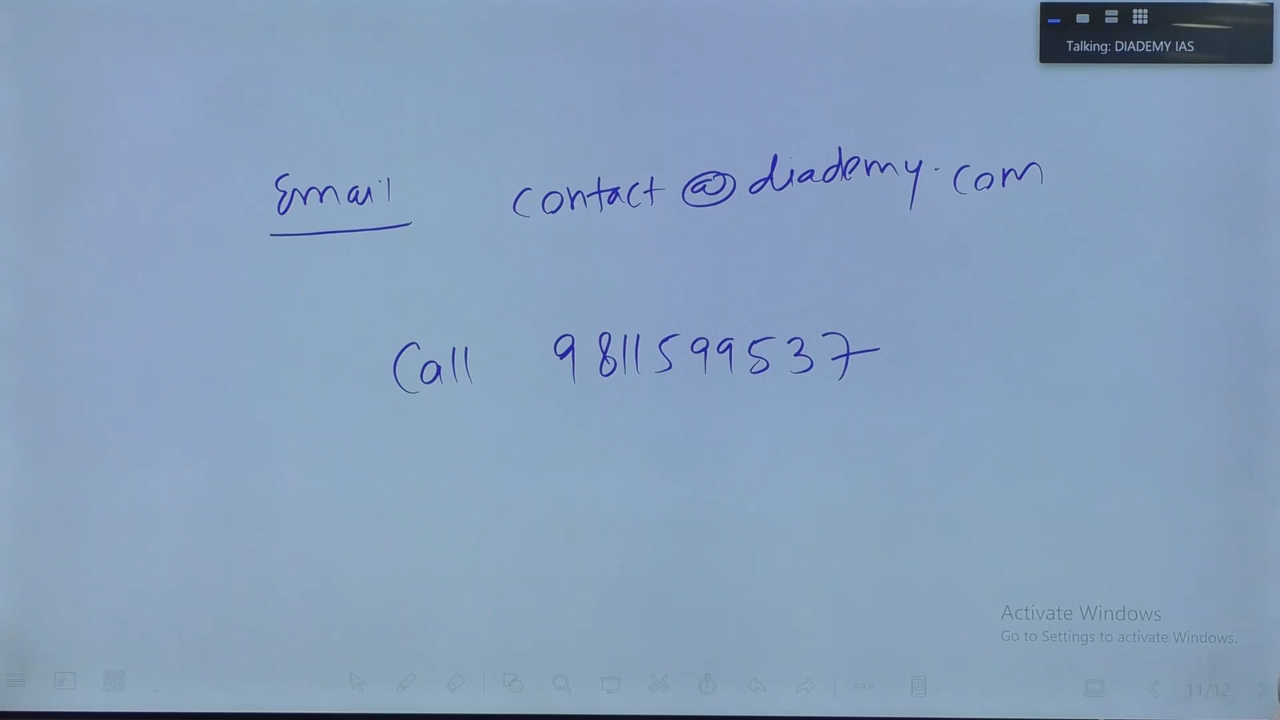 Talking: DIADEMY IAS
Email contact@diademy.com
Call 9811599537
Activate Windows
Go to Settings to activate Windows.
11/12